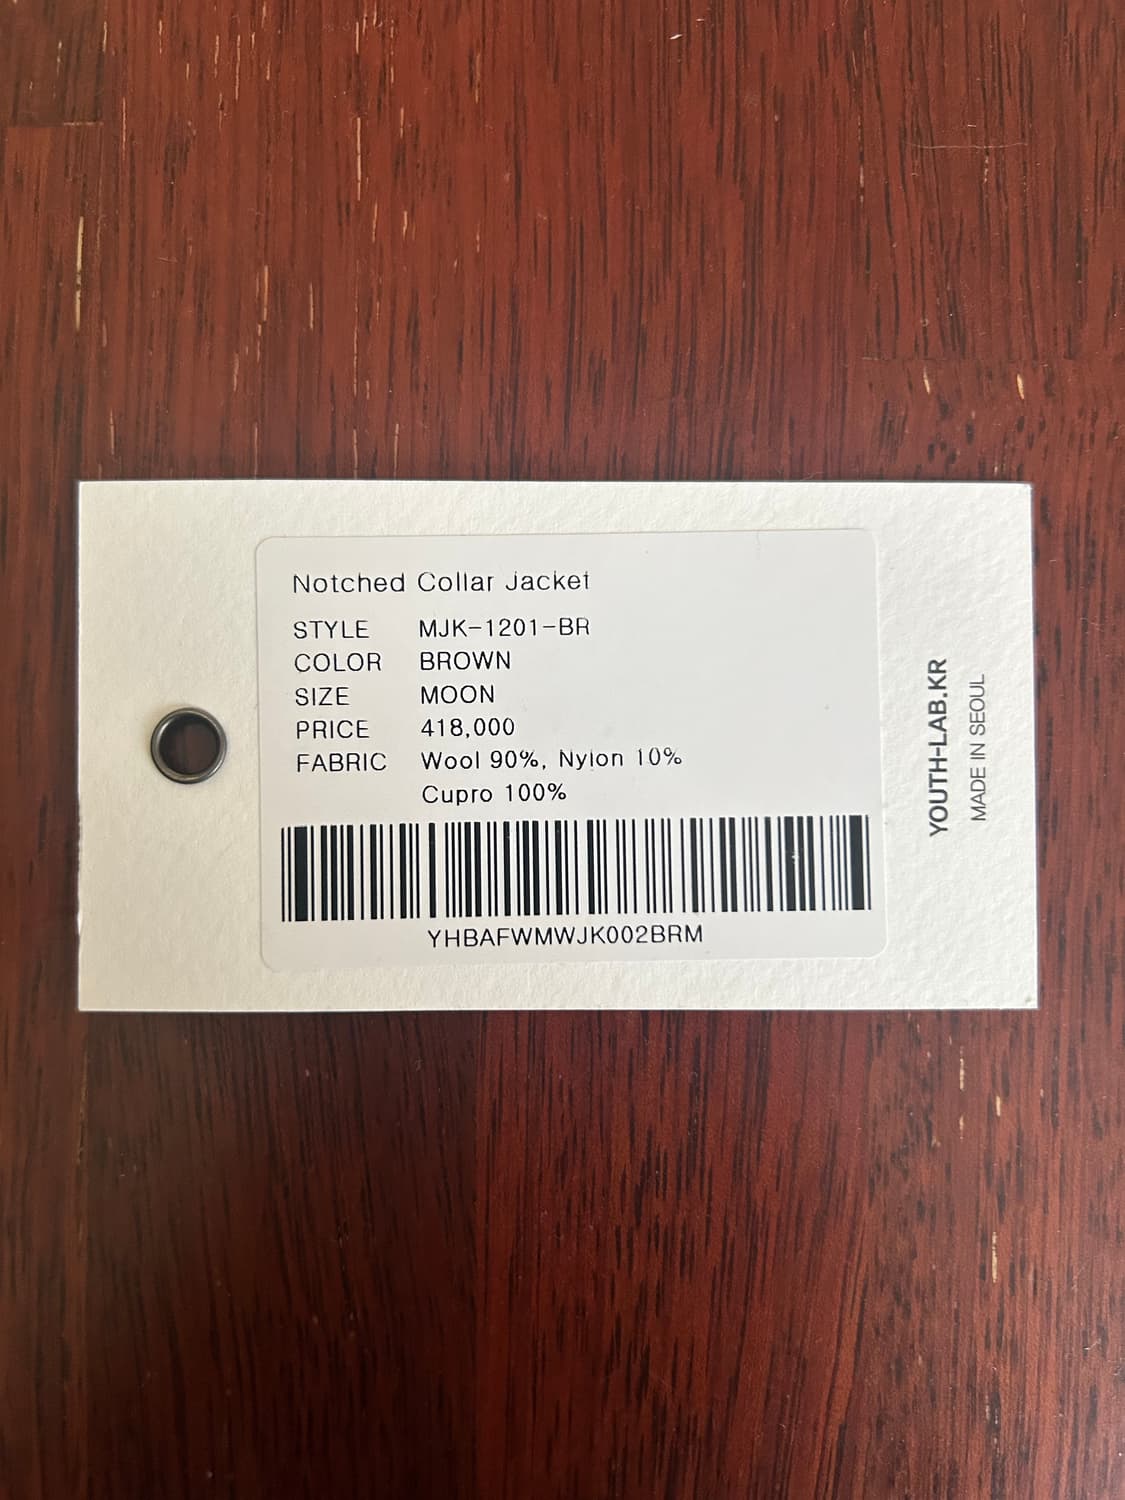 Notched Collar Jacket
STYLE MJK-1201-BR
COLOR BROWN
SIZE MOON
PRICE 418,000
FABRIC Wool 90%, Nylon 10%
Cupro 100%
YHBAFWMWJK002BRM
YOUTH-LAB.KR
MADE IN SEOUL